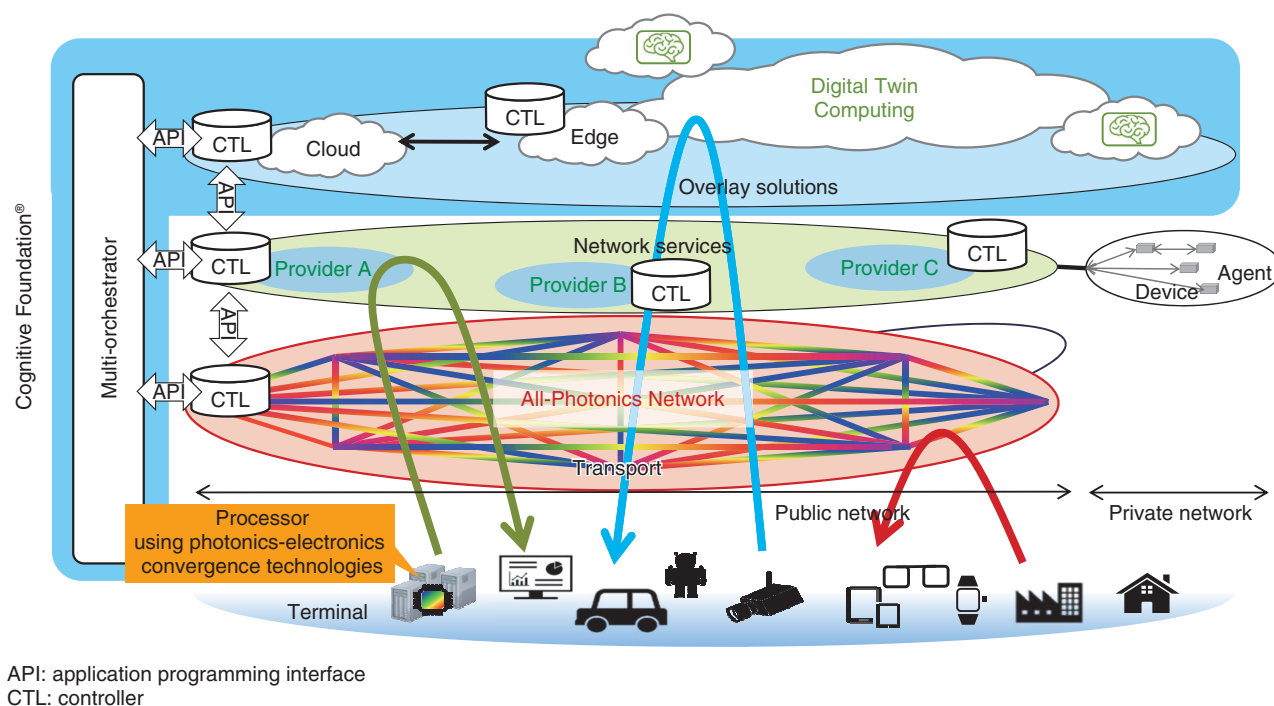 Cognitive Foundation®
Multi-orchestrator
Digital Twin
Computing
CTL
Edge
API
CTL
Cloud
Overlay solutions
API
Network services
CTL
API
CTL
Provider A
Provider B
CTL
Provider C
Agent
Device
API
All-Photonics Network
API
CTL
Transport
Public network
Private network
Processor
using photonics-electronics
convergence technologies
Terminal
API: application programming interface
CTL: controller